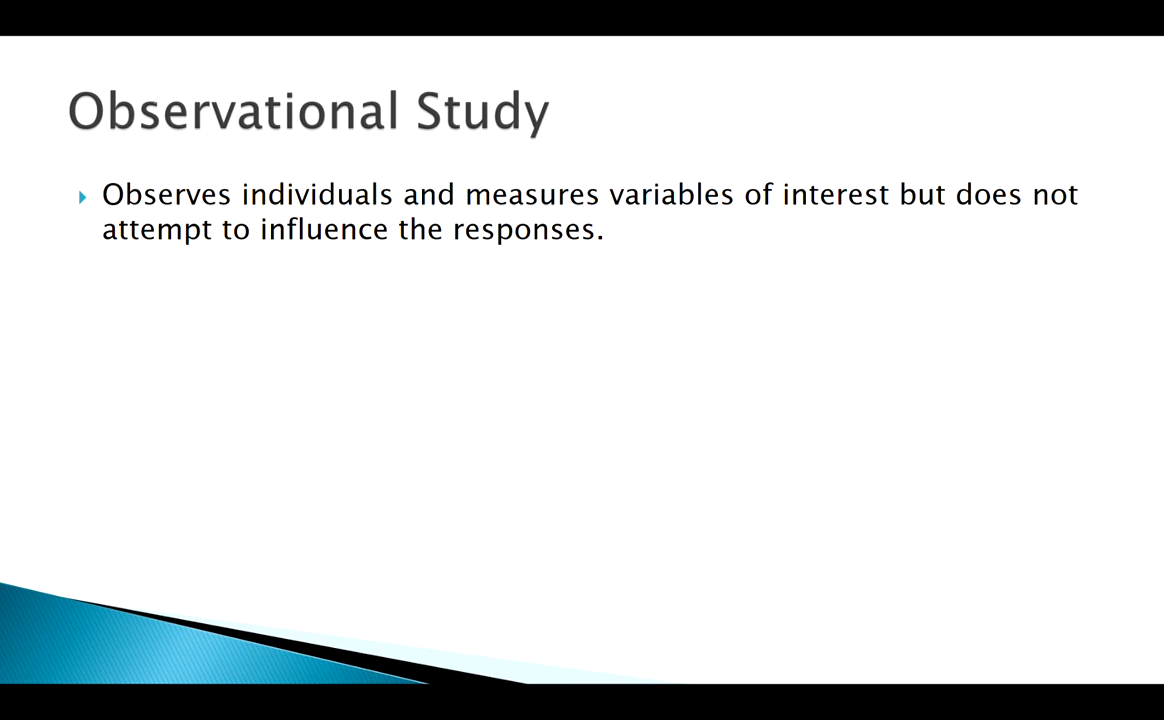 Observational Study
Observes individuals and measures variables of interest but does not
attempt to influence the responses.